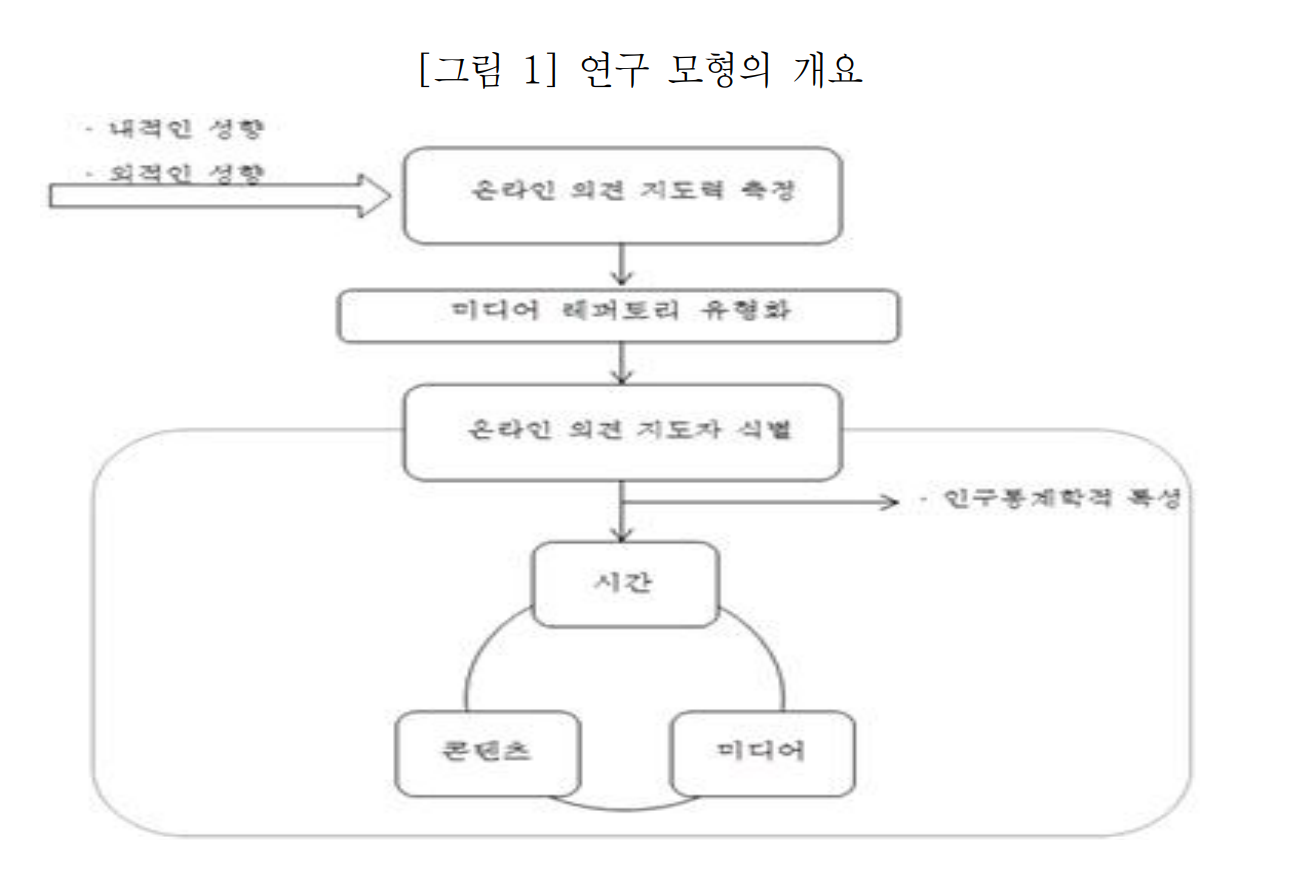 [그림 1] 연구 모형의 개요
· 내적인 성향
· 외적인 성향
온라인 의견 지도력 측정
미디어 레퍼토리 유형화
온라인 의견 지도자 식별
· 인구통계학적 특성
시간
콘텐츠
미디어